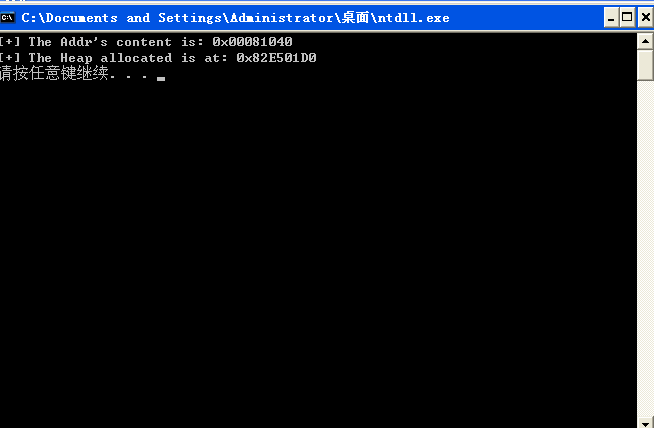 C:\Documents and Settings\Administrator\桌面\ntdll.exe
[+] The Addr's content is: 0x00081040
[+] The Heap allocated is at: 0x82E501D0
请按任意键继续. . .